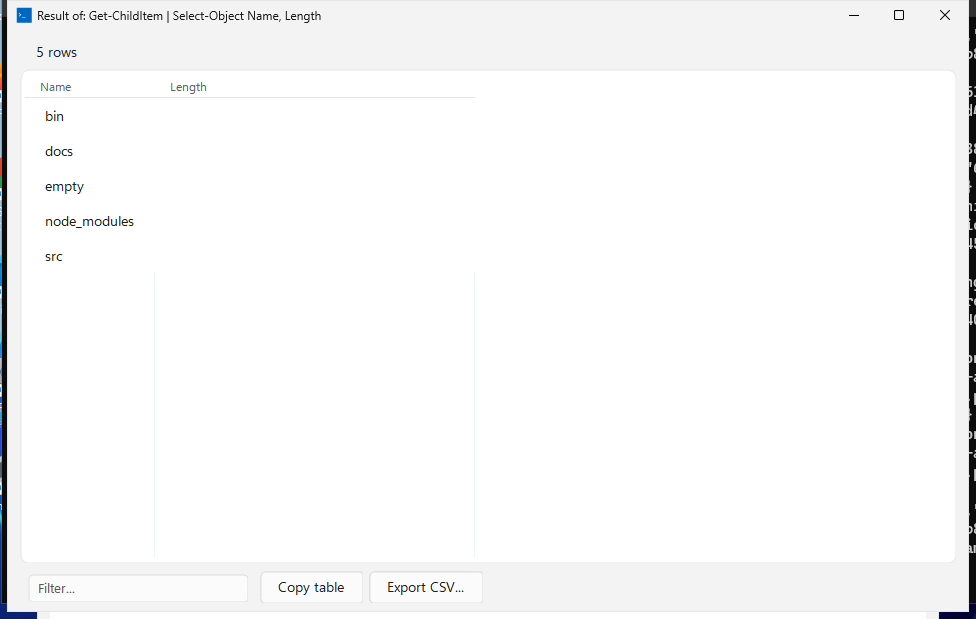 Result of: Get-ChildItem | Select-Object Name, Length
5 rows
Name Length
bin
docs
empty
node_modules
src
Filter...
Copy table Export CSV...